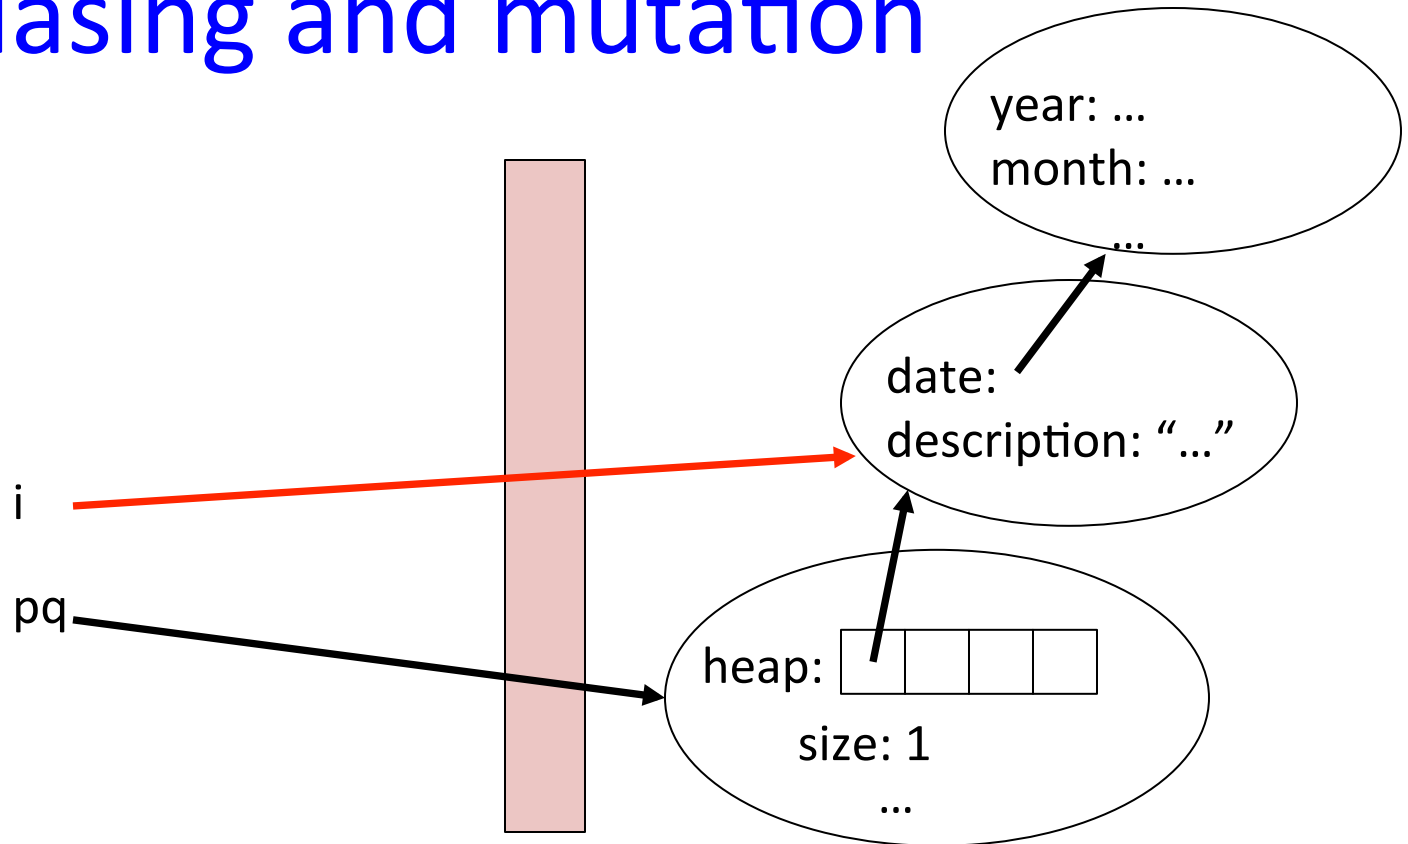 lasing and mutation
year: …
month: …
…
date:
description: “…”
i
pq
heap:
size: 1
…